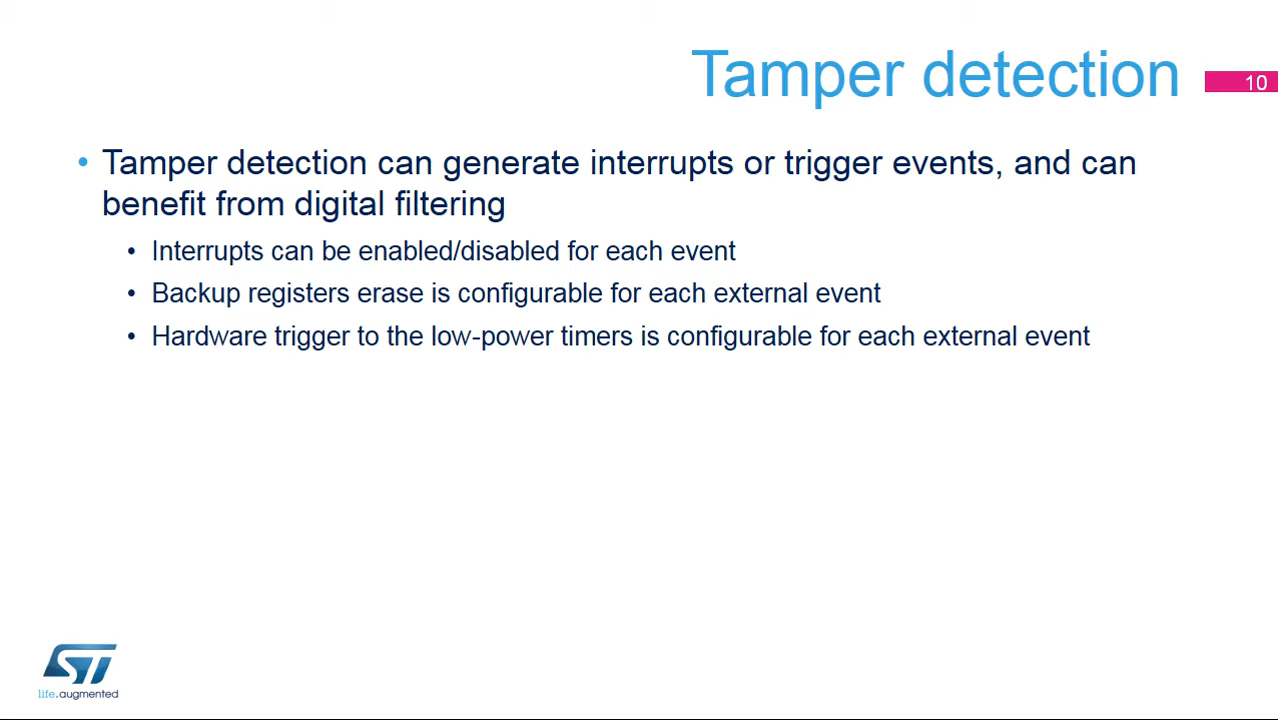 Tamper detection
10
• Tamper detection can generate interrupts or trigger events, and can
benefit from digital filtering
• Interrupts can be enabled/disabled for each event
• Backup registers erase is configurable for each external event
• Hardware trigger to the low-power timers is configurable for each external event
ST
life.augmented